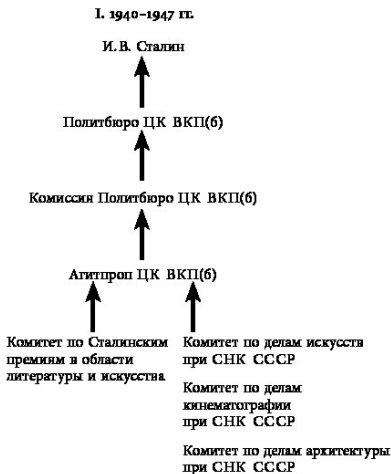 I. 1940–1947 гг.
И. В. Сталин
Политбюро ЦК ВКП(б)
Комиссия Политбюро ЦК ВКП(б)
Агитпроп ЦК ВКП(б)
Комитет по Сталинским
премиям в области
литературы и искусства
Комитет по делам искусств
при СНК СССР
Комитет по делам
кинематографии
при СНК СССР
Комитет по делам архитектуры
при СНК СССР